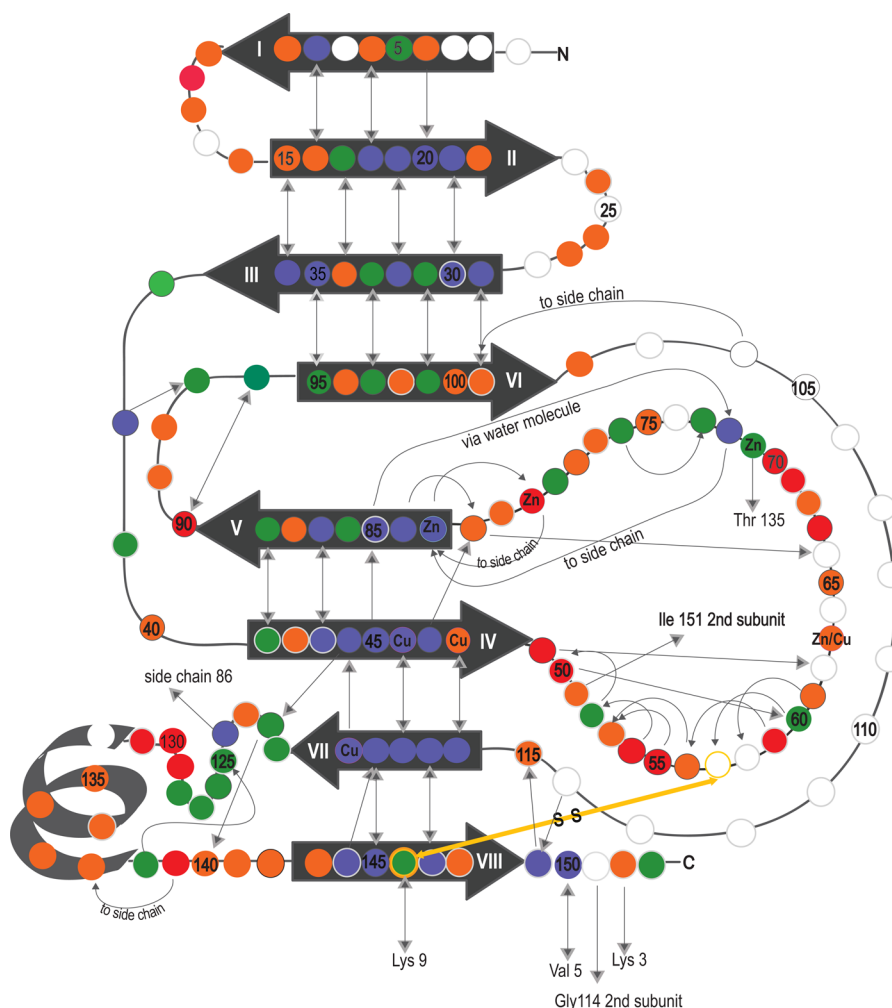 I
5
N
15
20
II
25
III
35
30
to side chain
95
100
VI
105
via water molecule
75
Zn
70
Zn
90
V
85
Zn
Thr 135
to side chain
to side chain
65
40
45
Cu
Cu
IV
Ile 151 2nd subunit
Zn/Cu
50
side chain 86
60
110
130
VII
Cu
125
55
115
135
S S
140
145
VIII
150
C
to side chain
Lys 9
Val 5
Lys 3
Gly114 2nd subunit